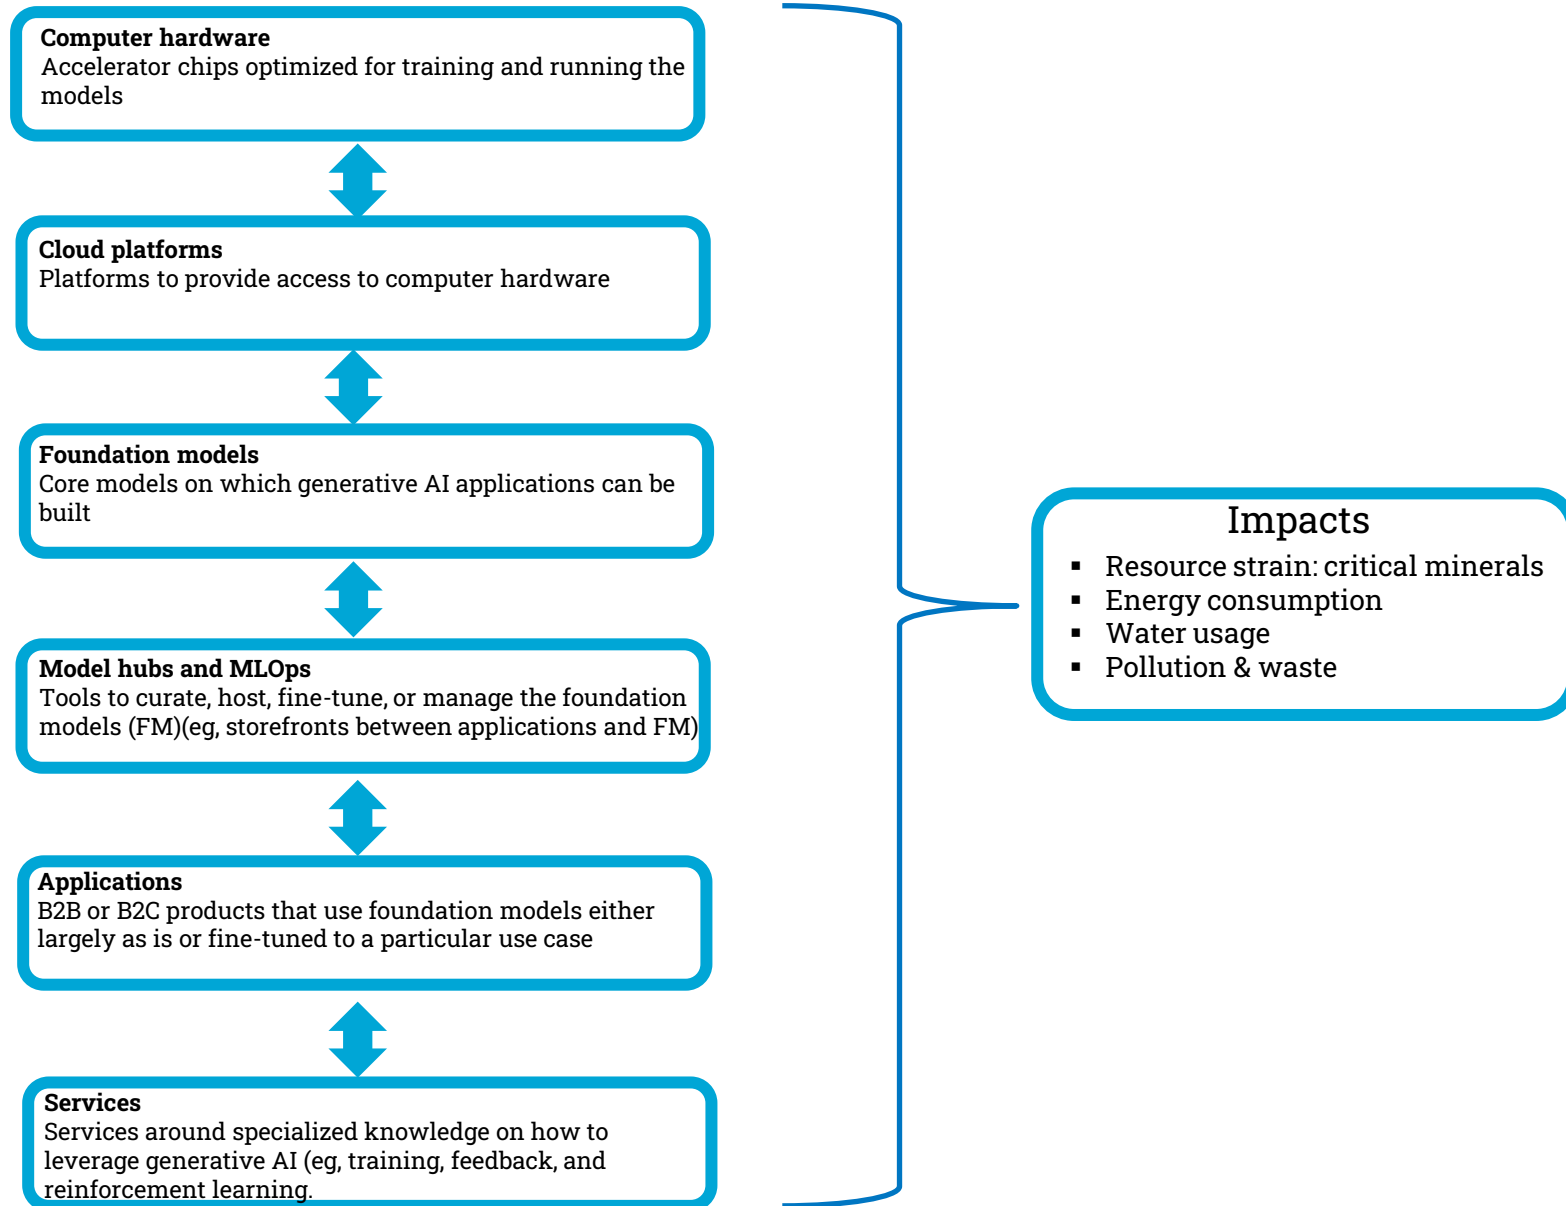 Computer hardware
Accelerator chips optimized for training and running the
models
Cloud platforms
Platforms to provide access to computer hardware
Foundation models
Core models on which generative AI applications can be
built
Model hubs and MLOps
Tools to curate, host, fine-tune, or manage the foundation
models (FM)(eg, storefronts between applications and FM)
Applications
B2B or B2C products that use foundation models either
largely as is or fine-tuned to a particular use case
Services
Services around specialized knowledge on how to
leverage generative AI (eg, training, feedback, and
reinforcement learning.
Impacts
▪ Resource strain: critical minerals
▪ Energy consumption
▪ Water usage
▪ Pollution & waste